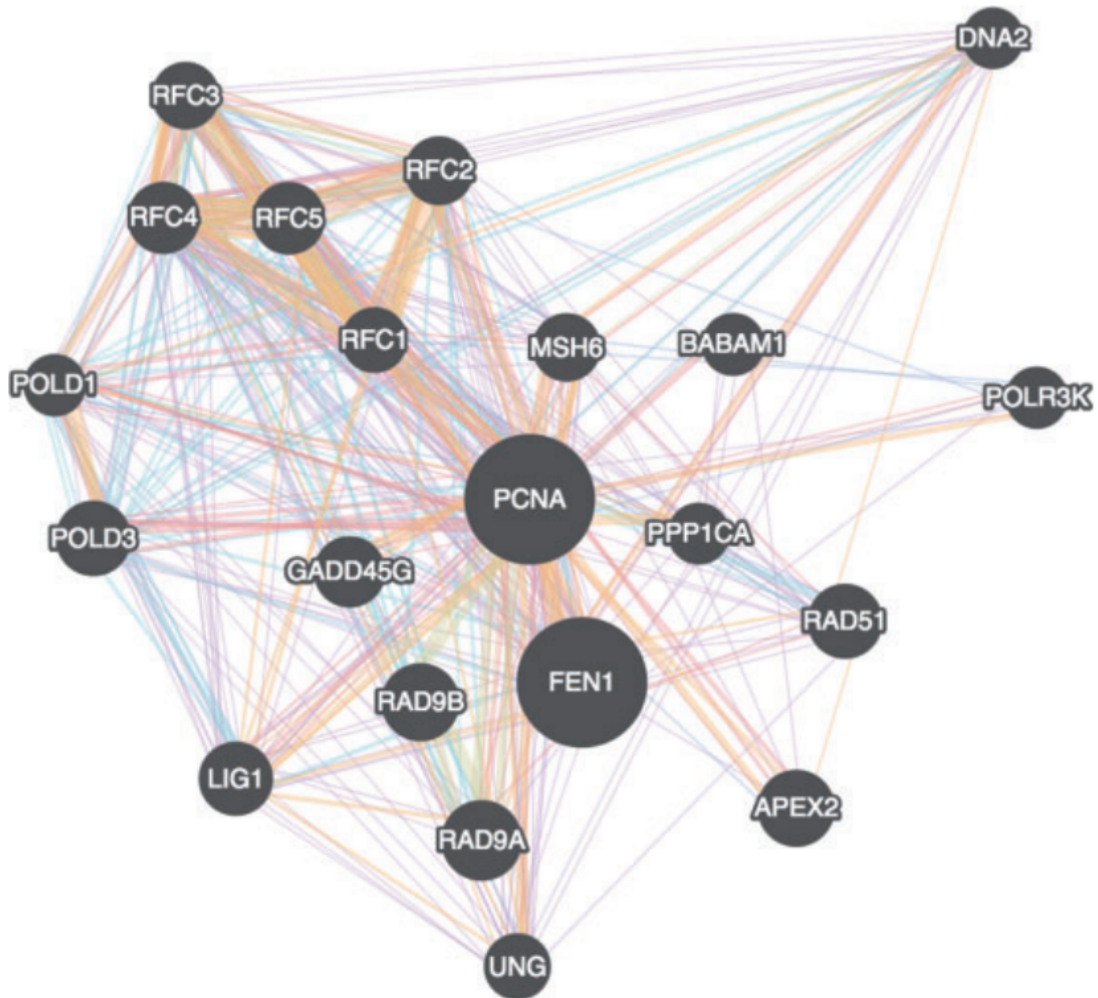 DNA2
RFC3
RFC2
RFC4
RFC5
RFC1
MSH6
BABAM1
POLD1
POLR3K
PCNA
POLD3
PPP1CA
GADD45G
RAD51
FEN1
RAD9B
LIG1
APEX2
RAD9A
UNG